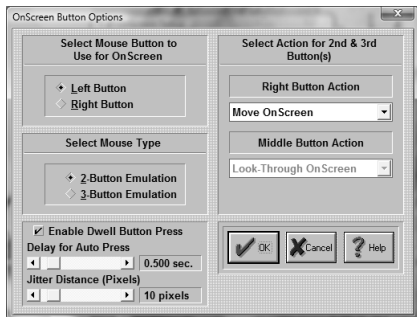 OnScreen Button Options
Select Mouse Button to
Use for OnScreen
Left Button
Right Button
Select Mouse Type
2-Button Emulation
3-Button Emulation
Enable Dwell Button Press
Delay for Auto Press
0.500 sec.
Jitter Distance (Pixels)
10 pixels
Select Action for 2nd & 3rd
Button(s)
Right Button Action
Move OnScreen
Middle Button Action
Look-Through OnScreen
OK
Cancel
Help